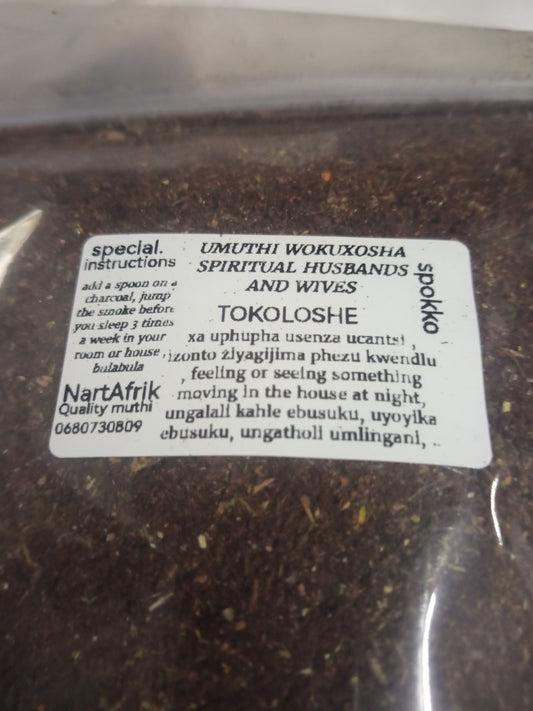 special.
instructions
add a spoon on a
charcoal, jump
the smoke before
you sleep 3 times
a week in your
room or house,
bulabula
NartAfrik
Quality muthi
0680730809
UMUTHI WOKUXOSHA
SPIRITUAL HUSBANDS
AND WIVES
TOKOLOSHE
xa uphupha usenza ucantsi ,
izonto ziyagijima phezu kwendlu
, feeling or seeing something
moving in the house at night,
ungalali kahle ebusuku, uyoyika
ebusuku, ungatholi umlingani, ..
spokko